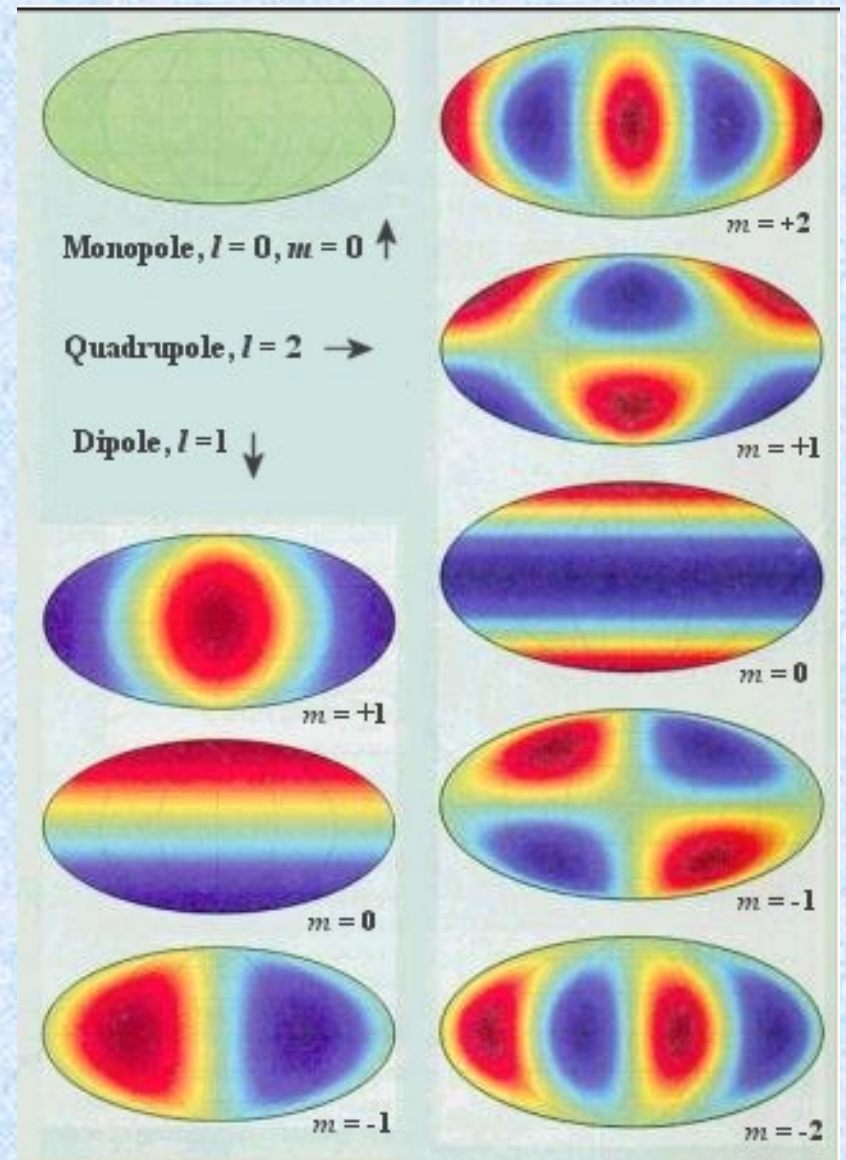 Monopole, l = 0, m = 0 ↑
Quadrupole, l = 2 →
Dipole, l =1 ↓
m = +1
m = 0
m = -1
m = +2
m = +1
m = 0
m = -1
m = -2